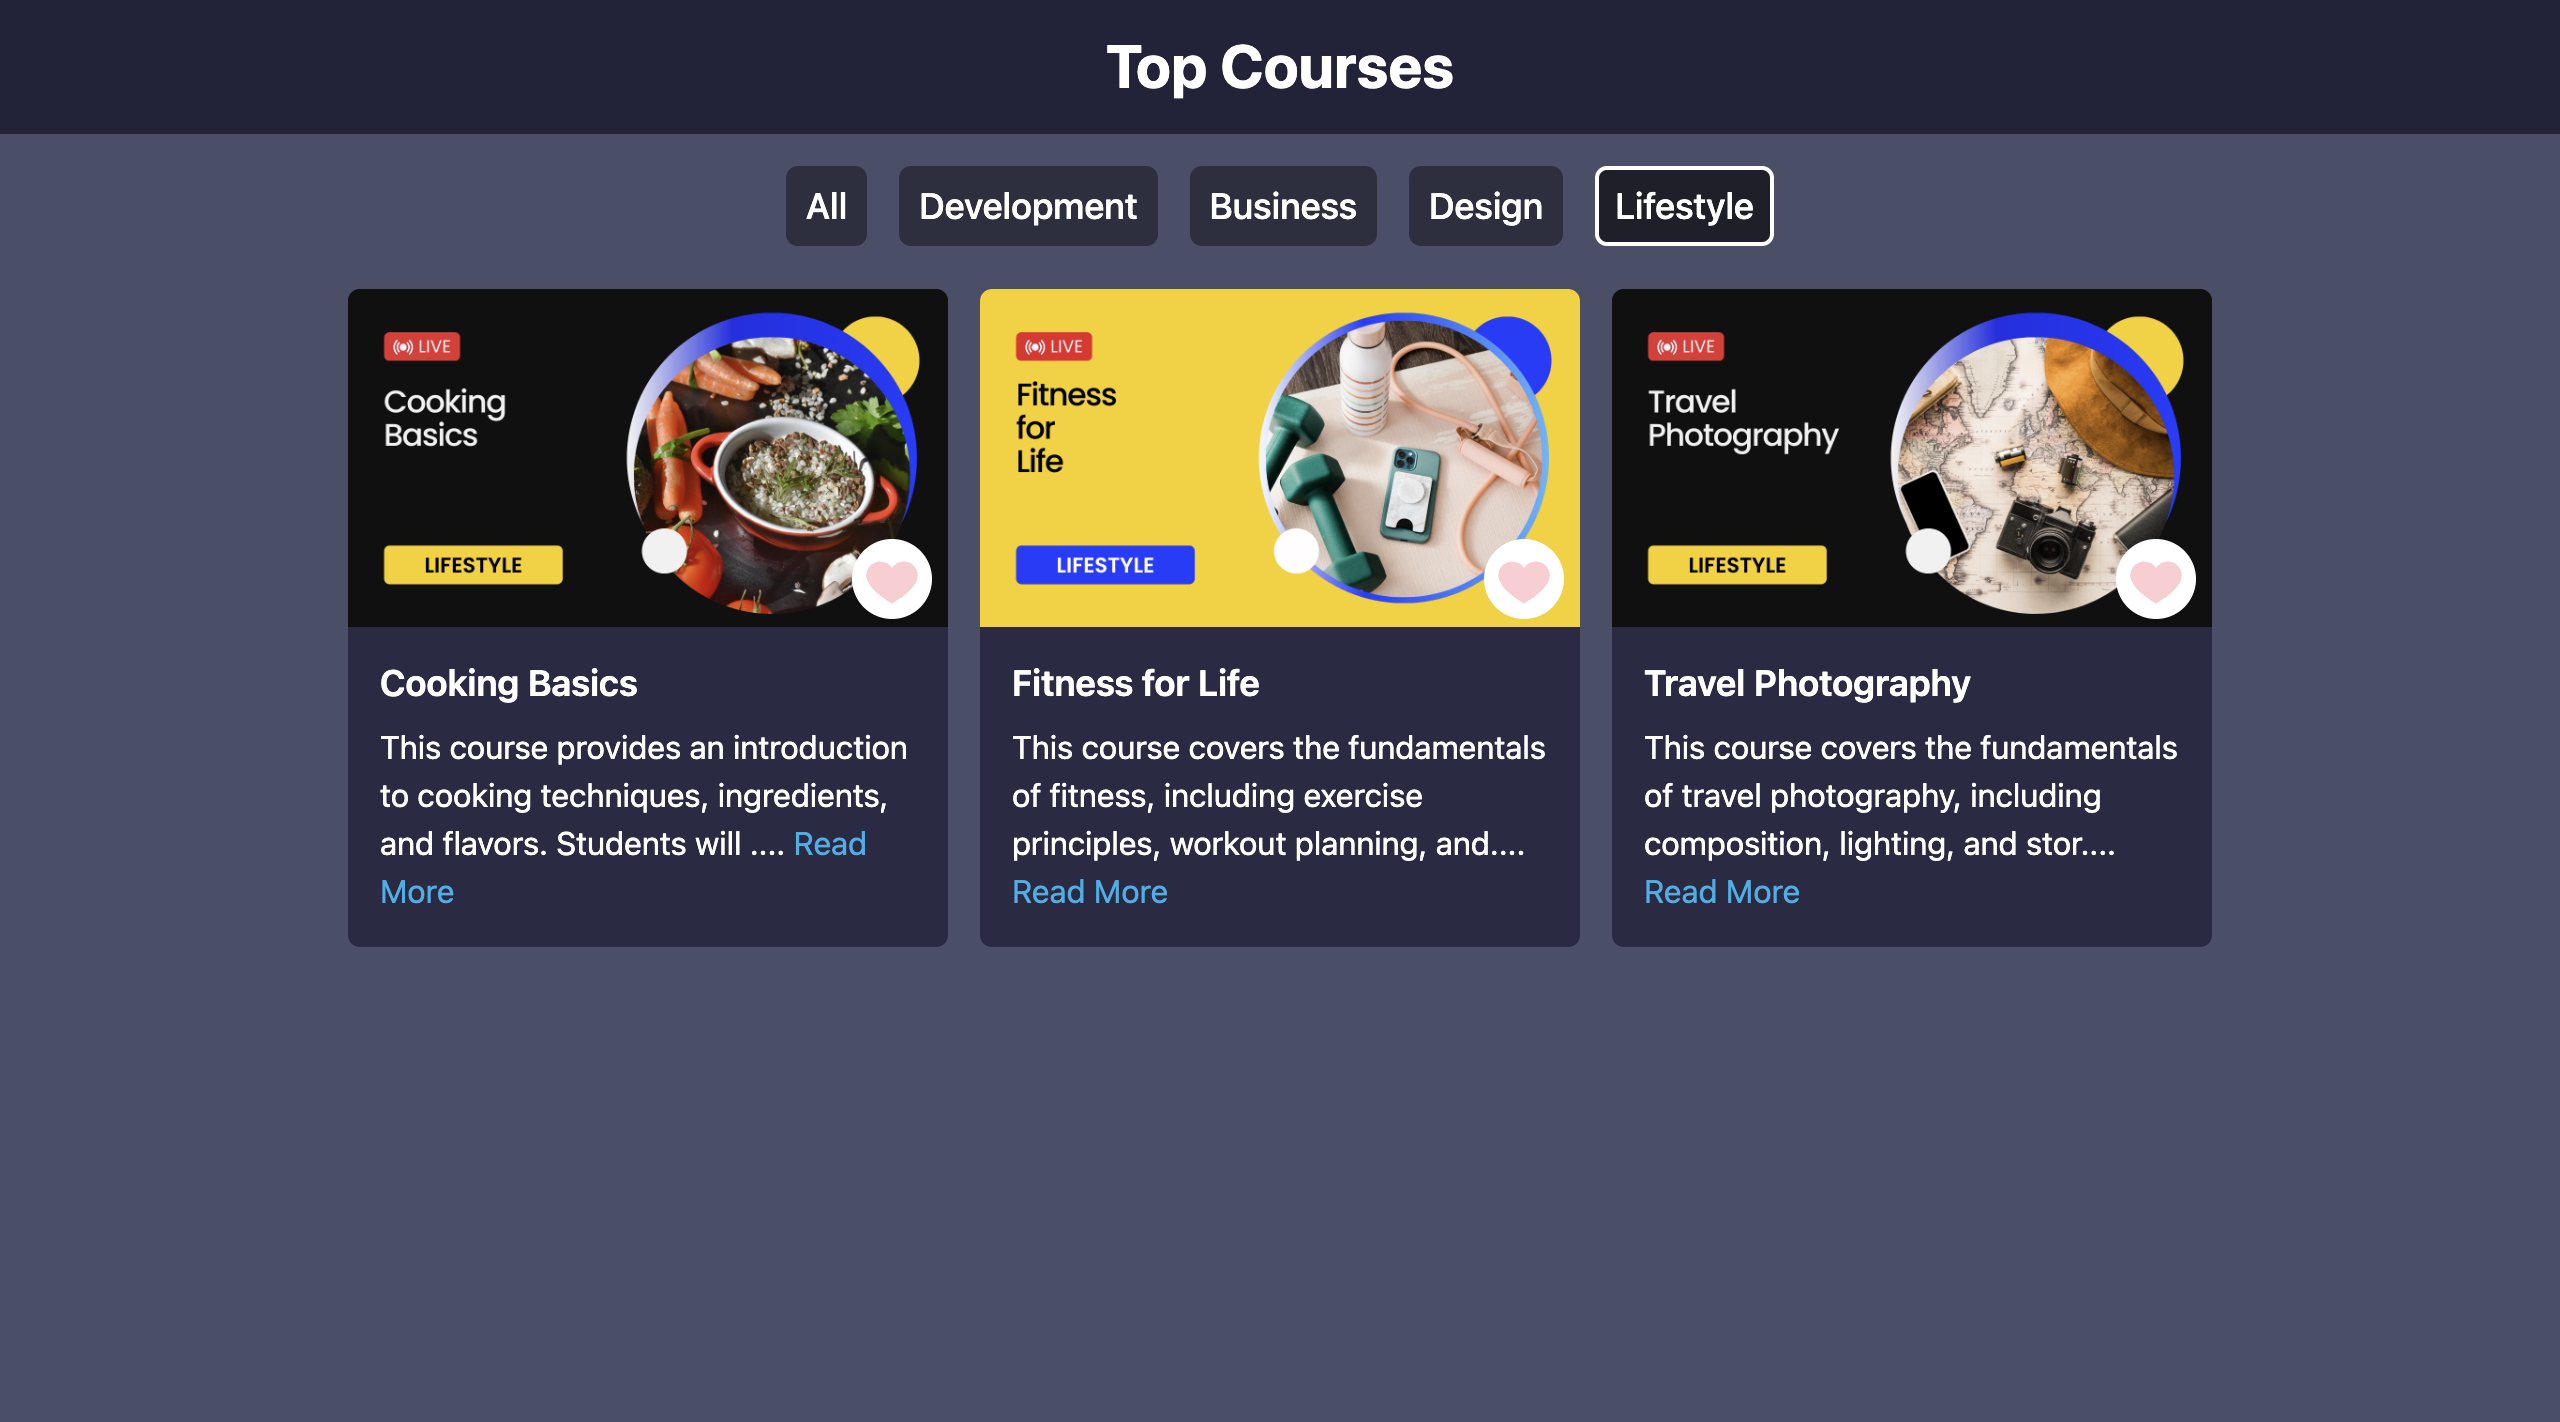 Top Courses
All
Development
Business
Design
Lifestyle
LIVE
Cooking
Basics
LIFESTYLE
Cooking Basics
This course provides an introduction
to cooking techniques, ingredients,
and flavors. Students will .... Read
More
LIVE
Fitness
for
Life
LIFESTYLE
Fitness for Life
This course covers the fundamentals
of fitness, including exercise
principles, workout planning, and....
Read More
LIVE
Travel
Photography
LIFESTYLE
Travel Photography
This course covers the fundamentals
of travel photography, including
composition, lighting, and stor....
Read More